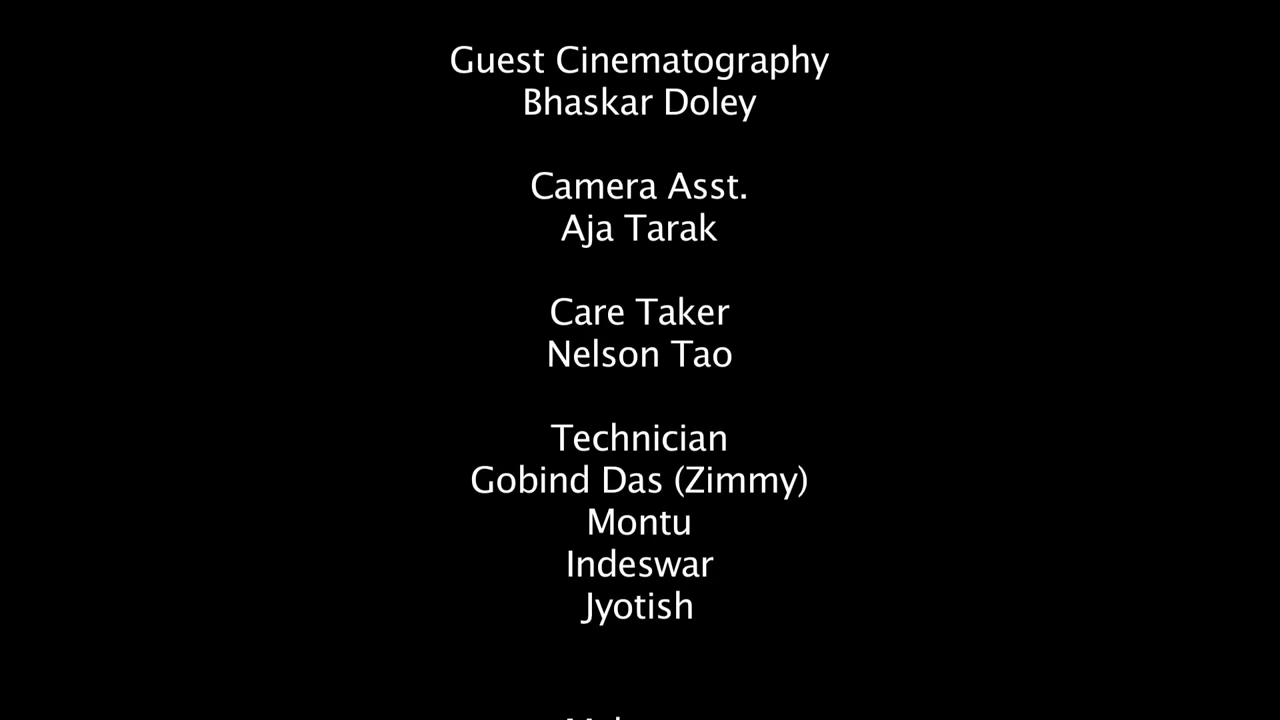 Guest Cinematography
Bhaskar Doley
Camera Asst.
Aja Tarak
Care Taker
Nelson Tao
Technician
Gobind Das (Zimmy)
Montu
Indeswar
Jyotish